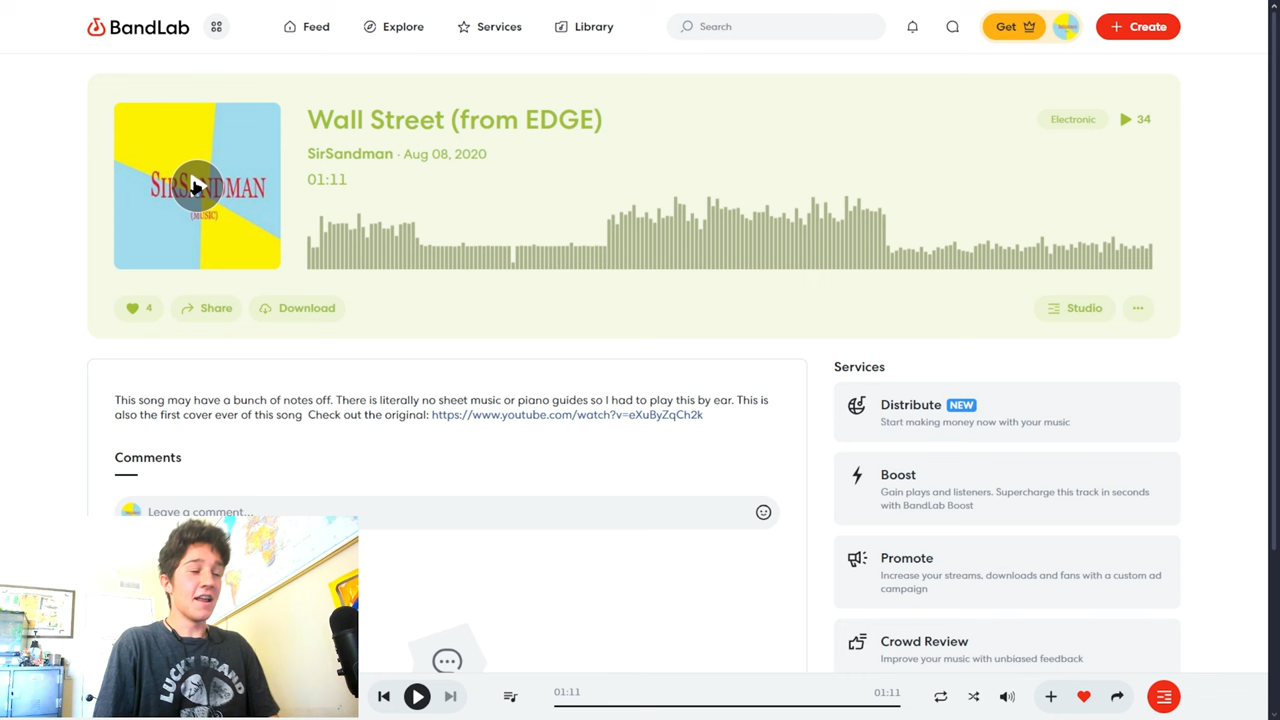 BandLab
Feed
Explore
Services
Library
Search
Get
Create
SIRSANDMAN
(MUSIC)
Wall Street (from EDGE)
SirSandman · Aug 08, 2020
01:11
Electronic
34
4
Share
Download
Studio
This song may have a bunch of notes off. There is literally no sheet music or piano guides so I had to play this by ear. This is
also the first cover ever of this song Check out the original: https://www.youtube.com/watch?v=eXuByZqCh2k
Comments
Leave a comment...
Services
Distribute NEW
Start making money now with your music
Boost
Gain plays and listeners. Supercharge this track in seconds
with BandLab Boost
Promote
Increase your streams, downloads and fans with a custom ad
campaign
Crowd Review
Improve your music with unbiased feedback
LUCKY BRAND
01:11
01:11